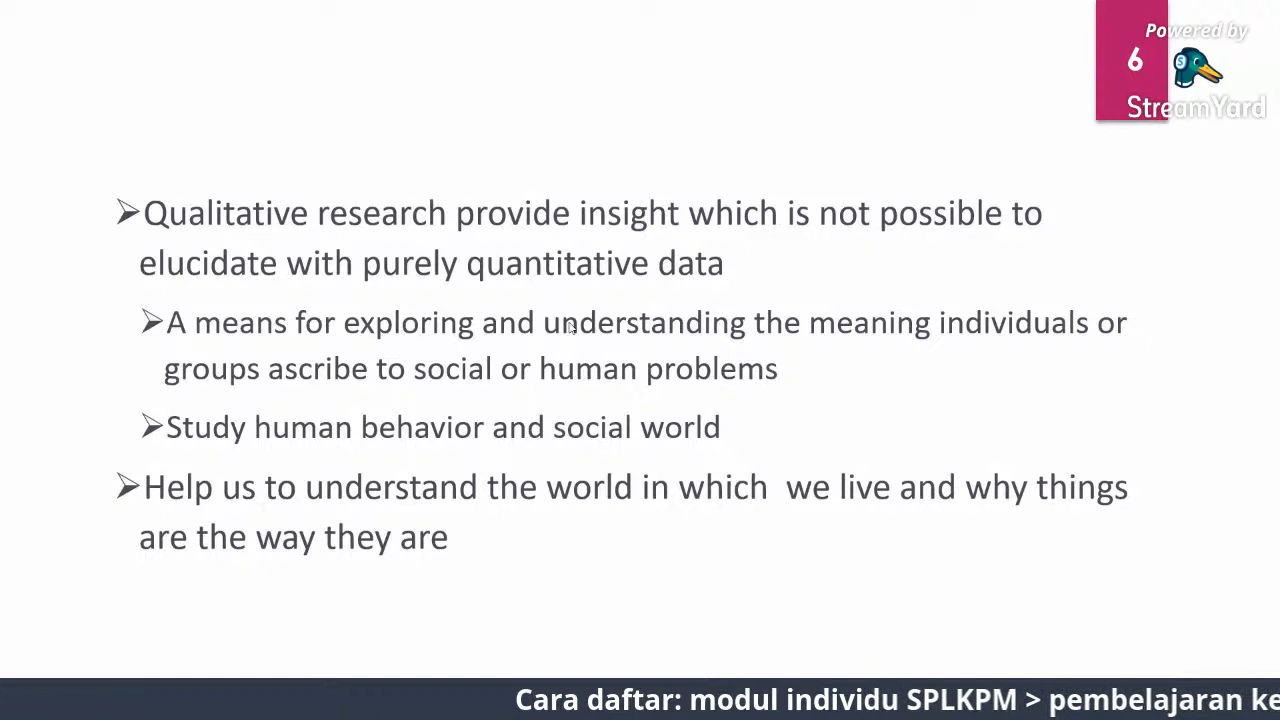 Powered by
6
StreamYard
Qualitative research provide insight which is not possible to
elucidate with purely quantitative data
A means for exploring and understanding the meaning individuals or
groups ascribe to social or human problems
Study human behavior and social world
Help us to understand the world in which  we live and why things
are the way they are
Cara daftar: modul individu SPLKPM > pembelajaran ke